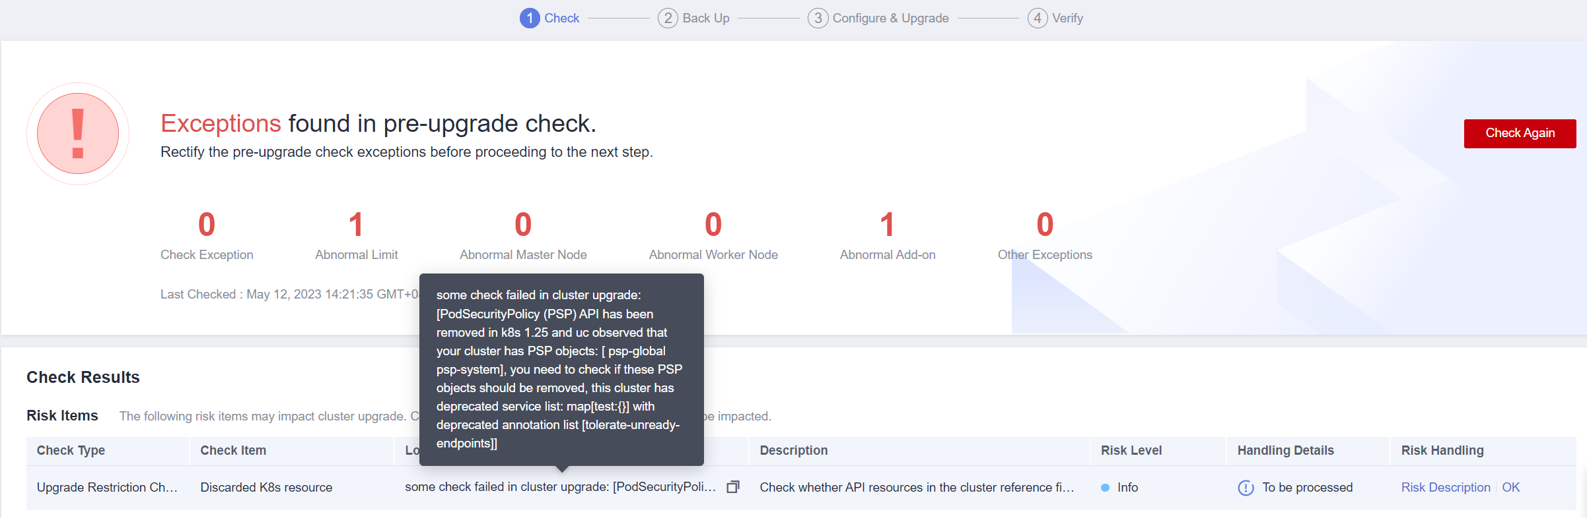 1 Check 2 Back Up 3 Configure & Upgrade 4 Verify
Exceptions found in pre-upgrade check.
Rectify the pre-upgrade check exceptions before proceeding to the next step.
Check Again
0 1 0 0 1 0
Check Exception Abnormal Limit Abnormal Master Node Abnormal Worker Node Abnormal Add-on Other Exceptions
Last Checked : May 12, 2023 14:21:35 GMT+0
some check failed in cluster upgrade:
[PodSecurityPolicy (PSP) API has been
removed in k8s 1.25 and uc observed that
your cluster has PSP objects: [ psp-global
psp-system], you need to check if these PSP
objects should be removed, this cluster has
deprecated service list: map[test:{}] with
deprecated annotation list [tolerate-unready-
endpoints]]
Check Results
Risk Items The following risk items may impact cluster upgrade. C be impacted.
Check Type Check Item Lo Description Risk Level Handling Details Risk Handling
Upgrade Restriction Ch... Discarded K8s resource some check failed in cluster upgrade: [PodSecurityPoli... Check whether API resources in the cluster reference fi... Info To be processed Risk Description OK